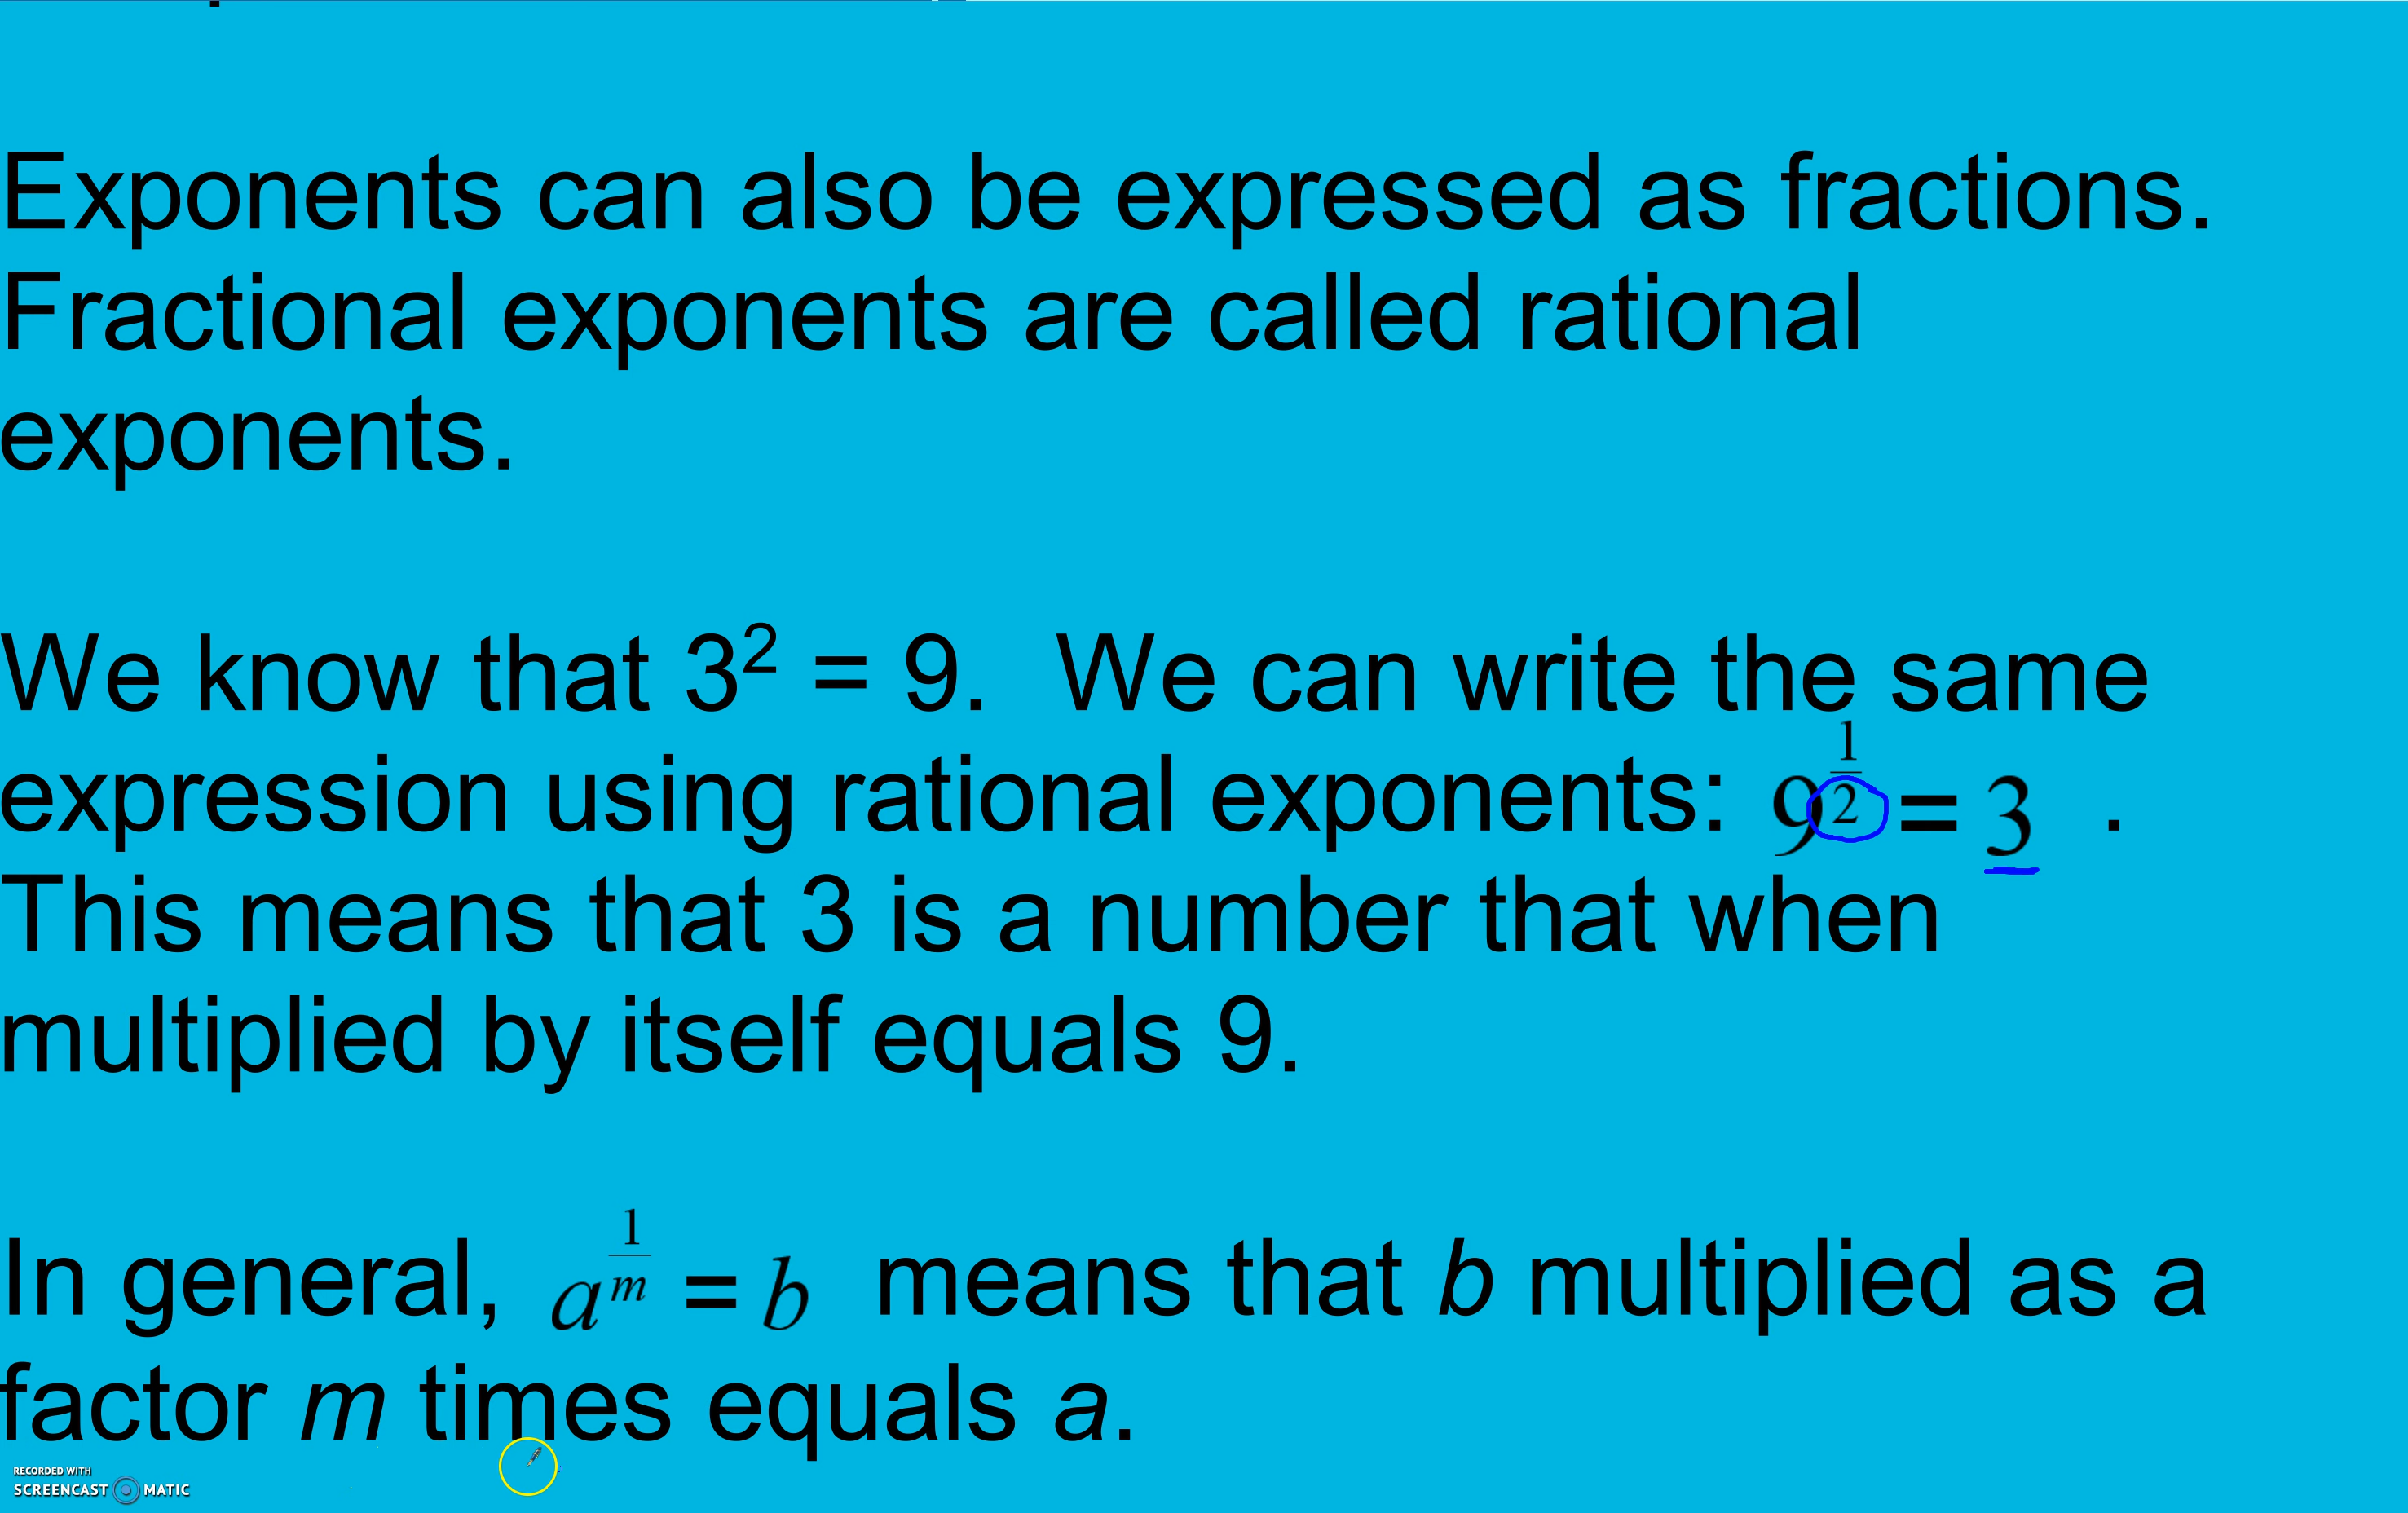 Exponents can also be expressed as fractions.
Fractional exponents are called rational
exponents.
We know that 3² = 9. We can write the same
expression using rational exponents: 9^(1/2) = 3 .
This means that 3 is a number that when
multiplied by itself equals 9.
In general, a^(1/m) = b means that b multiplied as a
factor m times equals a.
RECORDED WITH
SCREENCAST MATIC